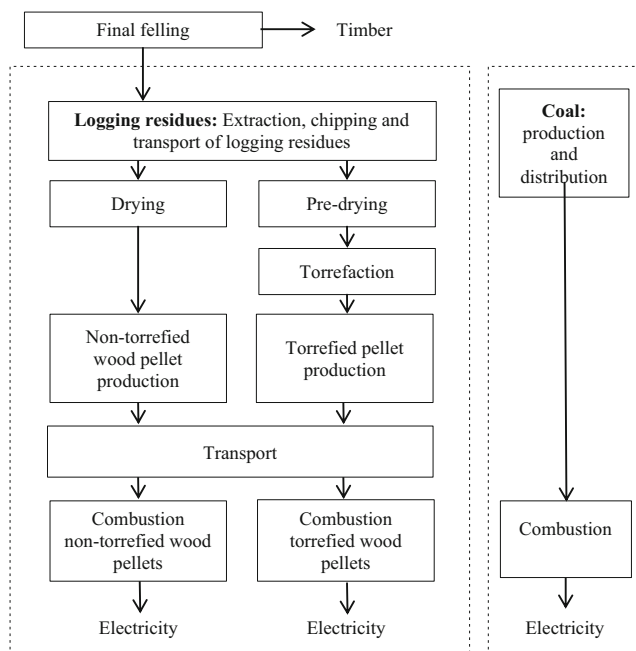 Final felling
Timber
Logging residues: Extraction, chipping and
transport of logging residues
Drying
Pre-drying
Torrefaction
Non-torrefied
wood pellet
production
Torrefied pellet
production
Transport
Combustion
non-torrefied wood
pellets
Combustion
torrefied wood
pellets
Electricity
Electricity
Coal:
production
and
distribution
Combustion
Electricity